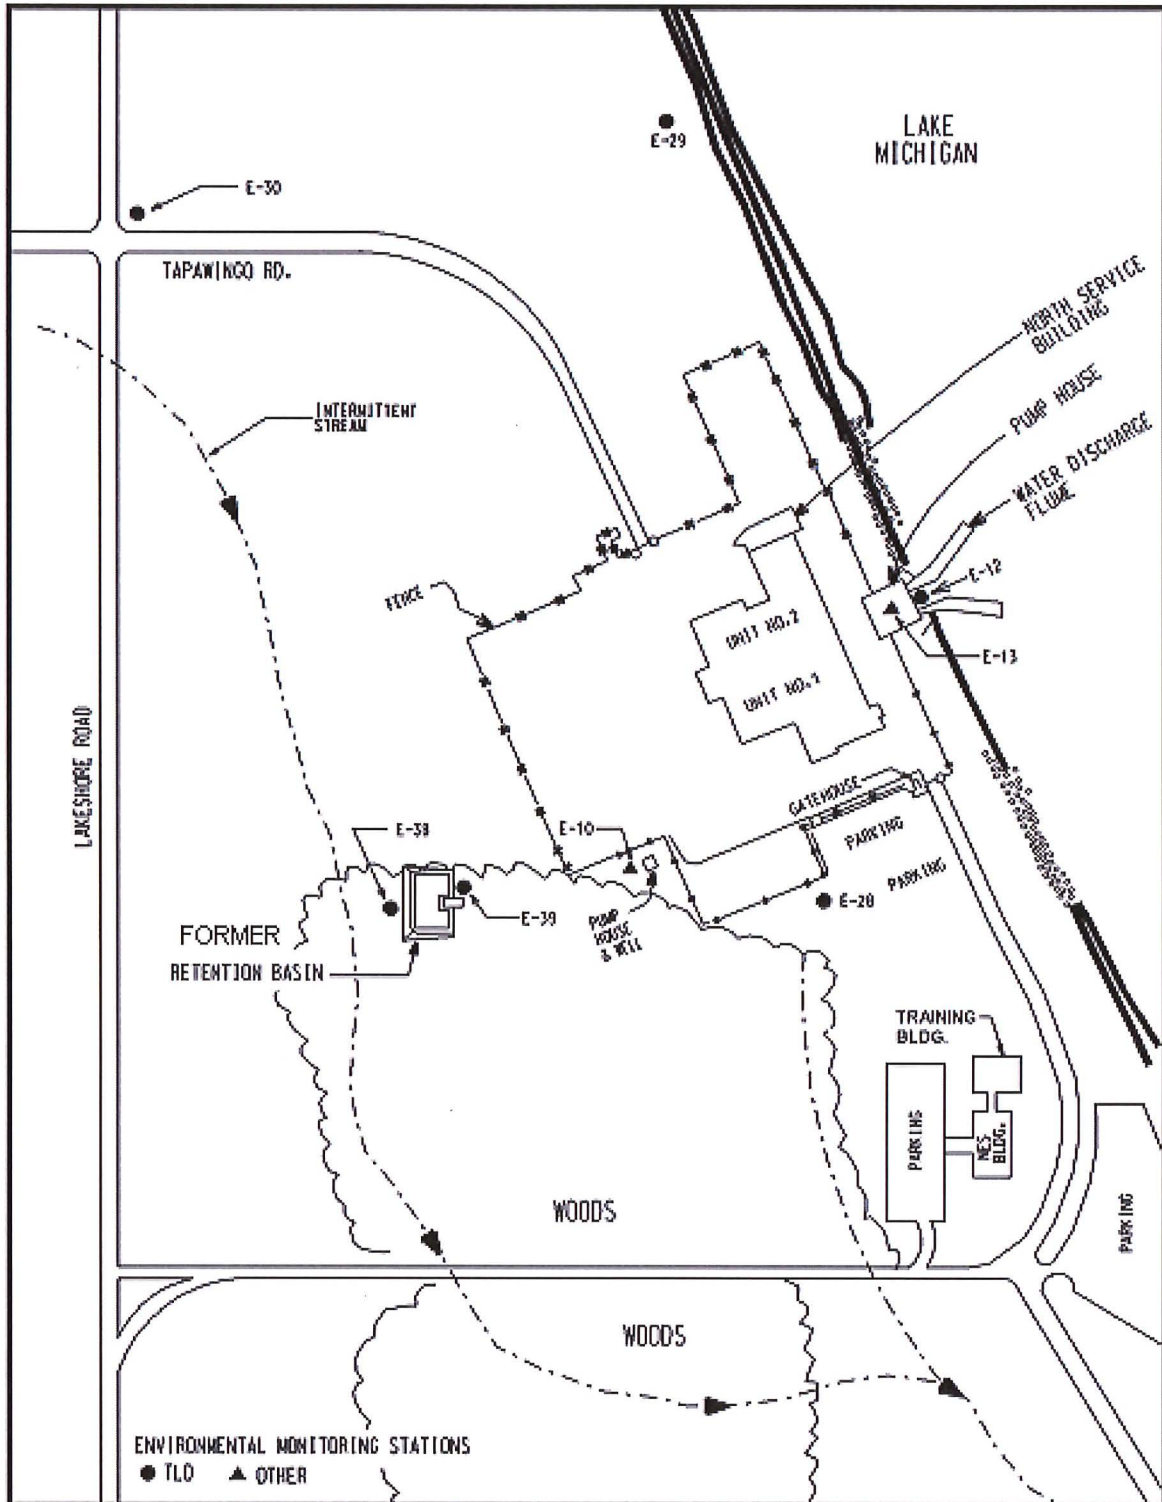 LAKE
MICHIGAN
E-29
E-30
TAPAWINGO RD.
NORTH SERVICE
BUILDING
PUMP HOUSE
WATER DISCHARGE
FLUME
INTERMITTENT
STREAM
FENCE
E-12
UNIT NO.2
E-13
UNIT NO.1
LAKESHORE ROAD
GATEHOUSE
E-38
E-10
PARKING
PARKING
E-28
E-39
PUMP
HOUSE
& WELL
FORMER
RETENTION BASIN
TRAINING
BLDG.
PARKING
NES
BLDG.
PARKING
WOODS
WOODS
ENVIRONMENTAL MONITORING STATIONS
TLD
OTHER